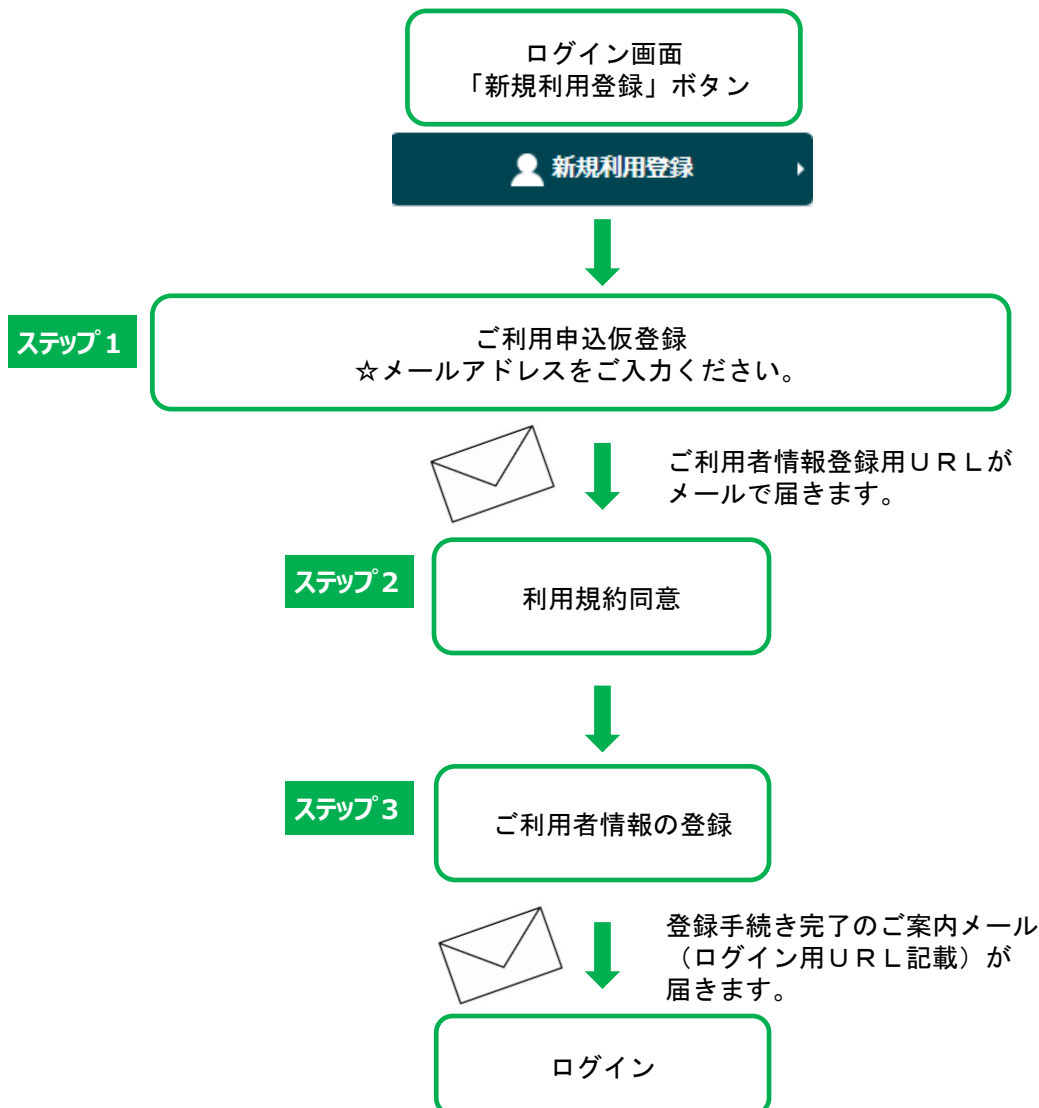 ログイン画面
「新規利用登録」ボタン
新規利用登録
ステップ１
ご利用申込仮登録
☆メールアドレスをご入力ください。
ご利用者情報登録用ＵＲＬが
メールで届きます。
ステップ２
利用規約同意
ステップ３
ご利用者情報の登録
登録手続き完了のご案内メール
（ログイン用ＵＲＬ記載）が
届きます。
ログイン